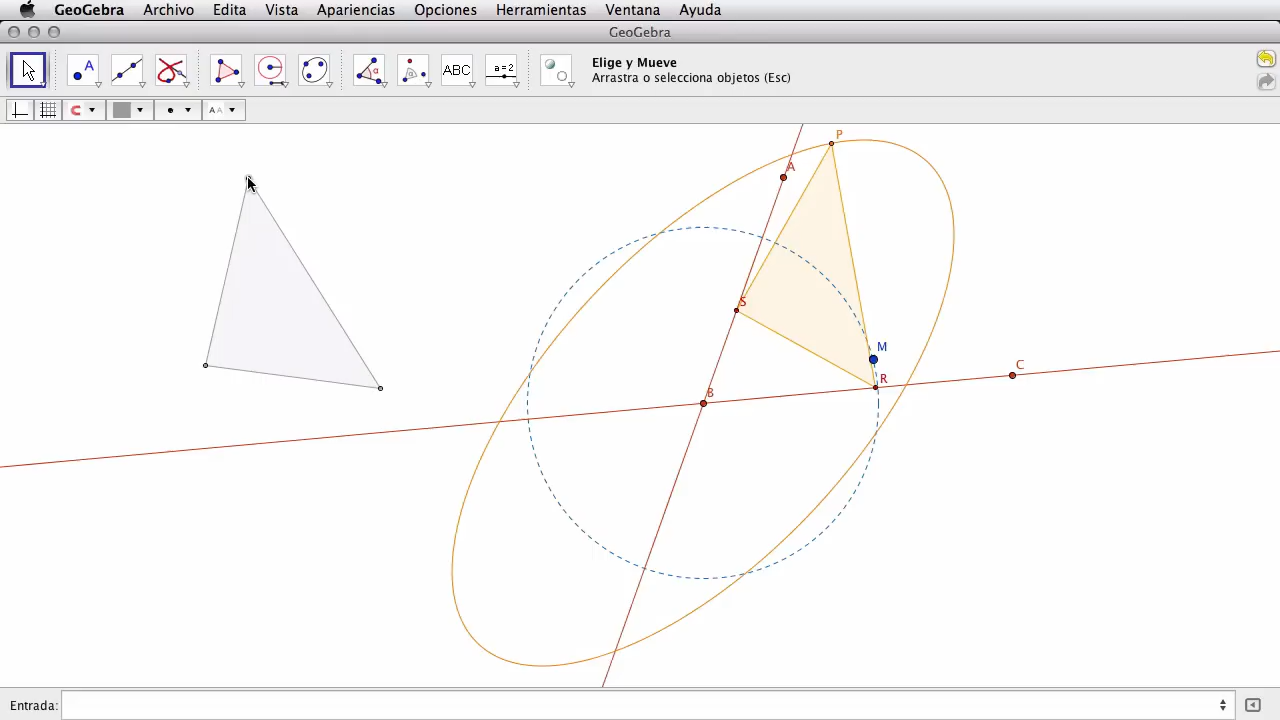 GeoGebra Archivo Edita Vista Apariencias Opciones Herramientas Ventana Ayuda
GeoGebra
A α α ABC a=2
Elige y Mueve
Arrastra o selecciona objetos (Esc)
A A
P
A
S
M
C
R
B
Entrada: